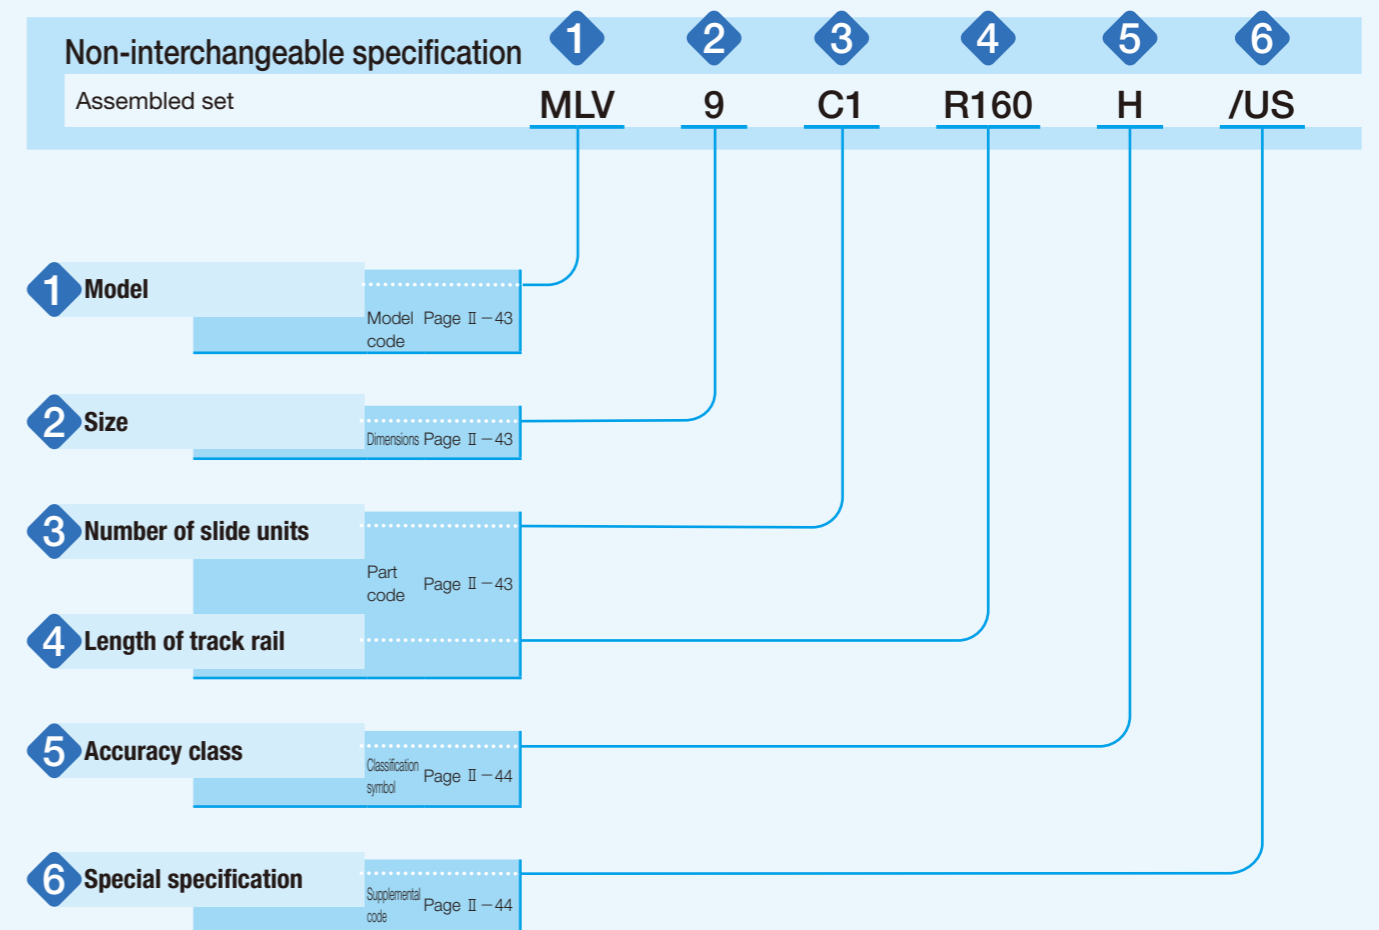 Non-interchangeable specification 1 2 3 4 5 6
Assembled set MLV 9 C1 R160 H /US
1 Model
Model code Page Ⅱ－43
2 Size
Dimensions Page Ⅱ－43
3 Number of slide units
Part code Page Ⅱ－43
4 Length of track rail
5 Accuracy class
Classification symbol Page Ⅱ－44
6 Special specification
Supplemental code Page Ⅱ－44